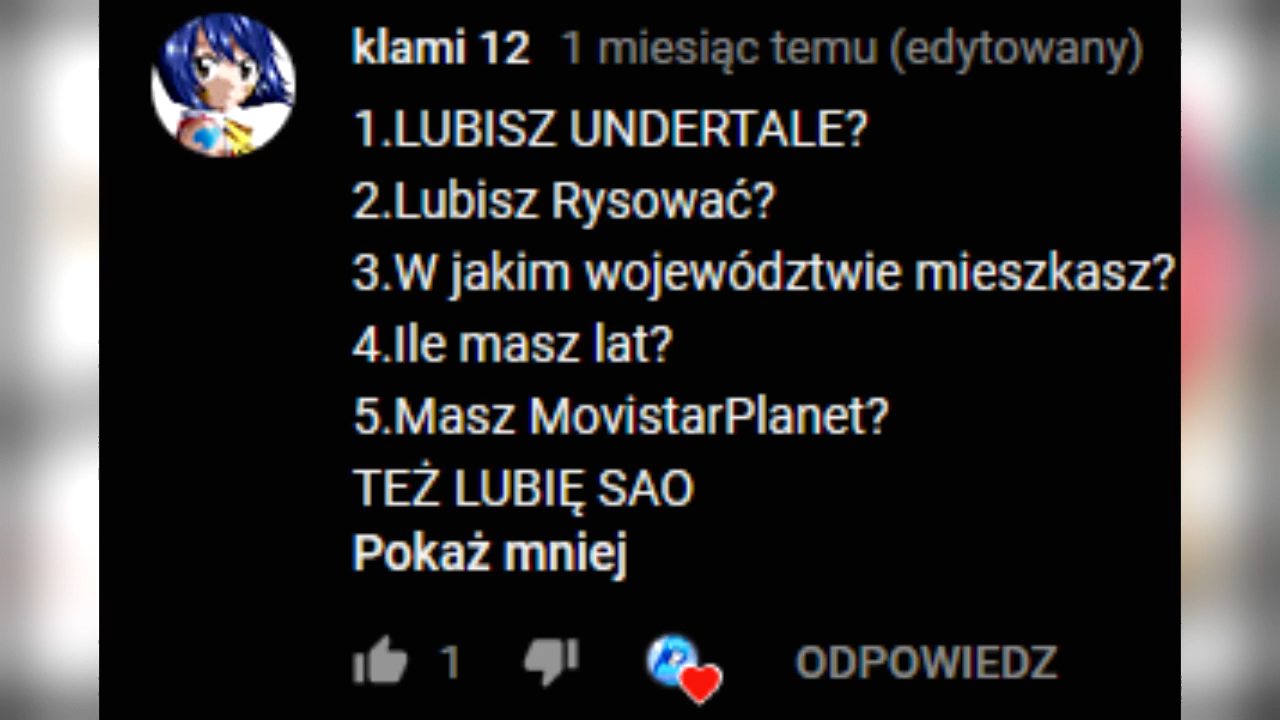 klami 12 1 miesiąc temu (edytowany)
1.LUBISZ UNDERTALE?
2.Lubisz Rysować?
3.W jakim województwie mieszkasz?
4.Ile masz lat?
5.Masz MovistarPlanet?
TEŻ LUBIĘ SAO
Pokaż mniej
1 ODPOWIEDZ